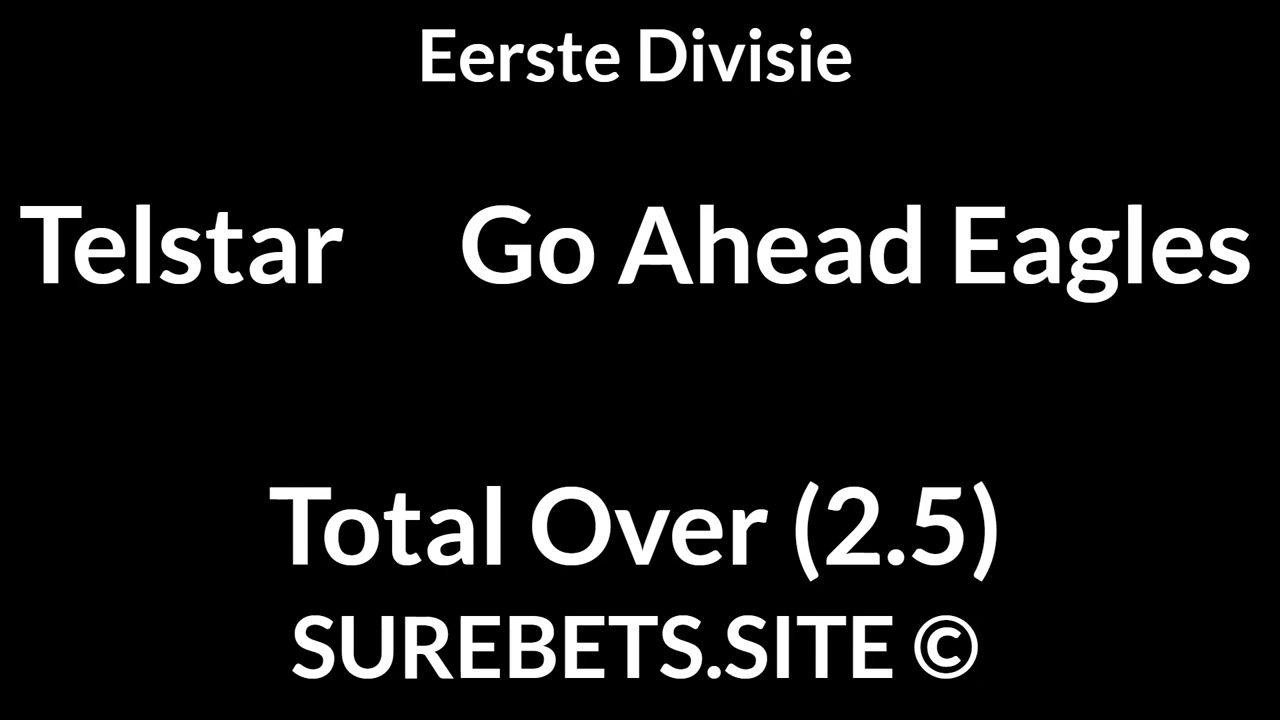 Eerste Divisie
Telstar Go Ahead Eagles
Total Over (2.5)
SUREBETS.SITE ©